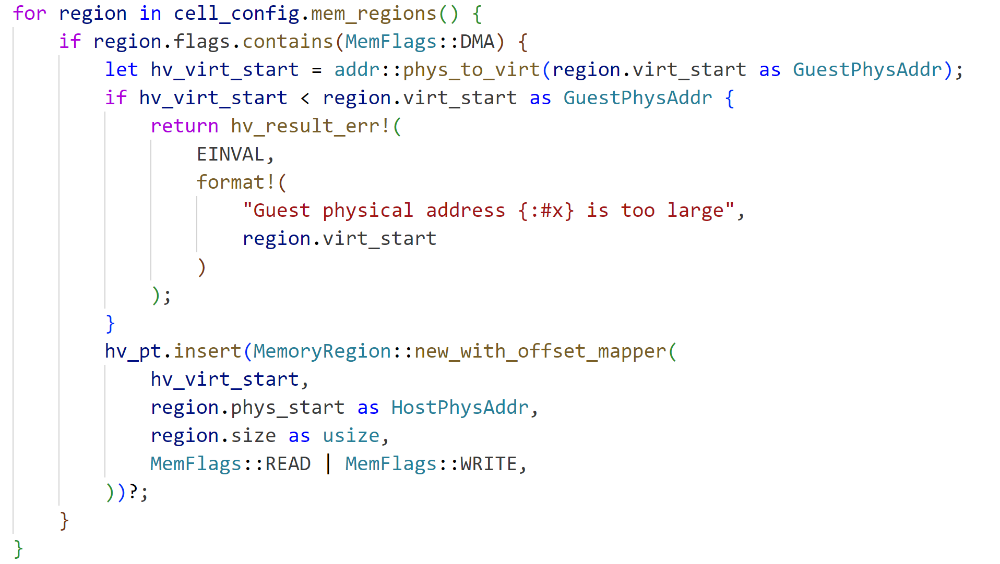 for region in cell_config.mem_regions() {
    if region.flags.contains(MemFlags::DMA) {
        let hv_virt_start = addr::phys_to_virt(region.virt_start as GuestPhysAddr);
        if hv_virt_start < region.virt_start as GuestPhysAddr {
            return hv_result_err!(
                EINVAL,
                format!(
                    "Guest physical address {:#x} is too large",
                    region.virt_start
                )
            );
        }
        hv_pt.insert(MemoryRegion::new_with_offset_mapper(
            hv_virt_start,
            region.phys_start as HostPhysAddr,
            region.size as usize,
            MemFlags::READ | MemFlags::WRITE,
        ))?;
    }
}